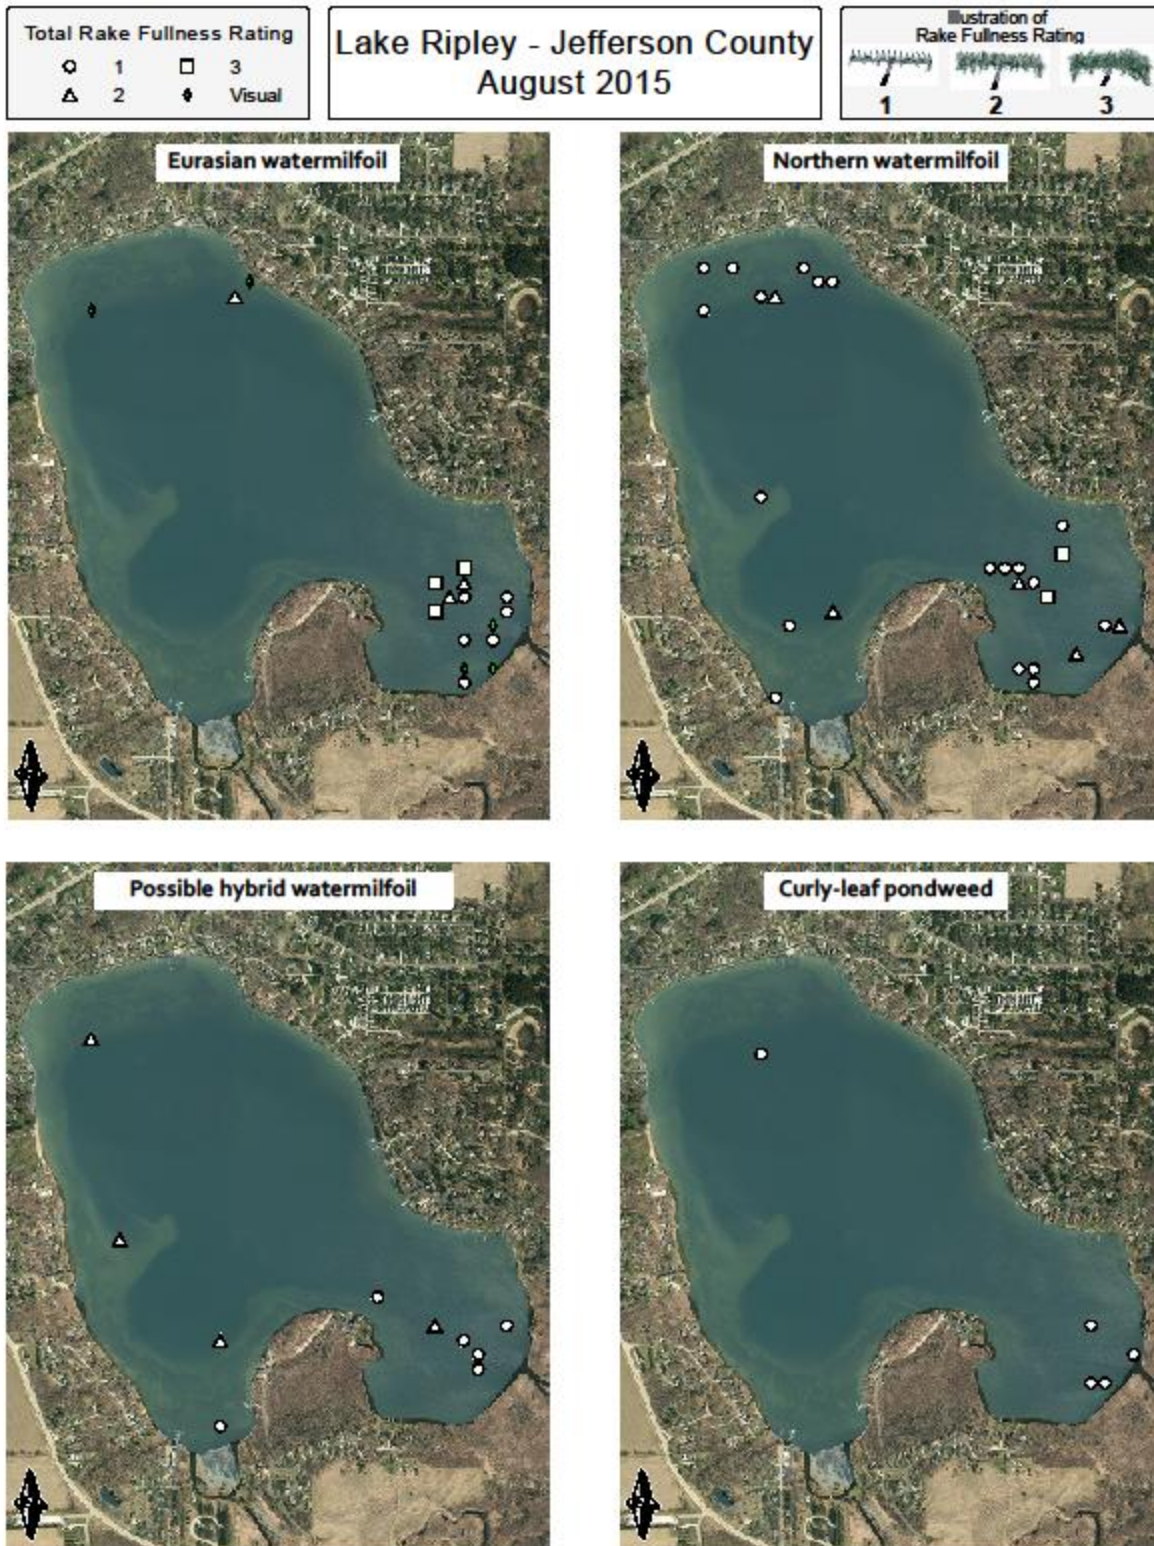 Total Rake Fullness Rating
1
3
2
Visual
Lake Ripley - Jefferson County
August 2015
llustration of
Rake Fullness Rating
1
2
3
Eurasian watermilfoil
Northern watermilfoil
Possible hybrid watermilfoil
Curly-leaf pondweed